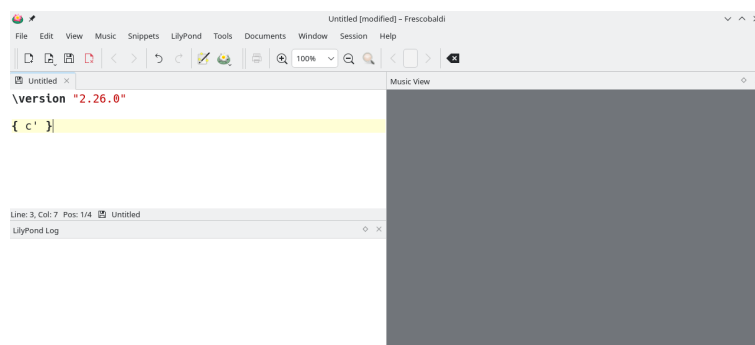 Untitled [modified] – Frescobaldi
File Edit View Music Snippets LilyPond Tools Documents Window Session Help
100%
Untitled
Music View
\version "2.26.0"
{ c' }
Line: 3, Col: 7 Pos: 1/4 Untitled
LilyPond Log